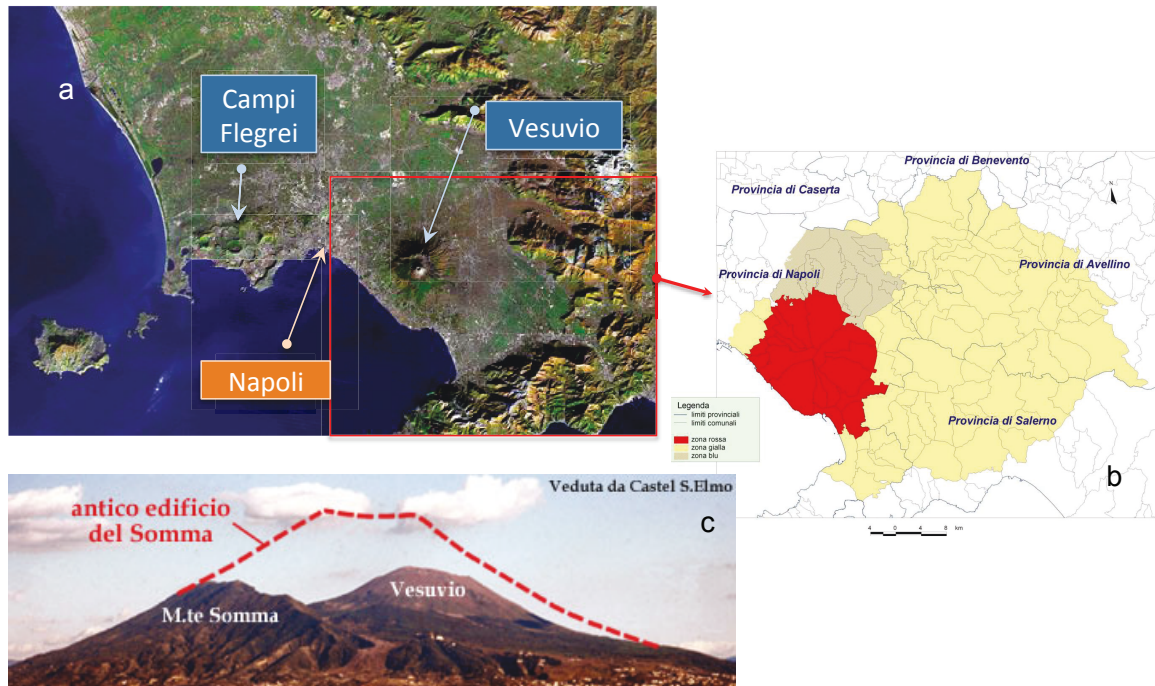 a
Campi
Flegrei
Vesuvio
Napoli
Provincia di Benevento
Provincia di Caserta
N
Provincia di Napoli
Provincia di Avellino
Provincia di Salerno
Legenda
limiti provinciali
limiti comunali
zona rossa
zona gialla
zona blu
b
4 0 4 8 km
Veduta da Castel S.Elmo
c
antico edificio
del Somma
Vesuvio
M.te Somma